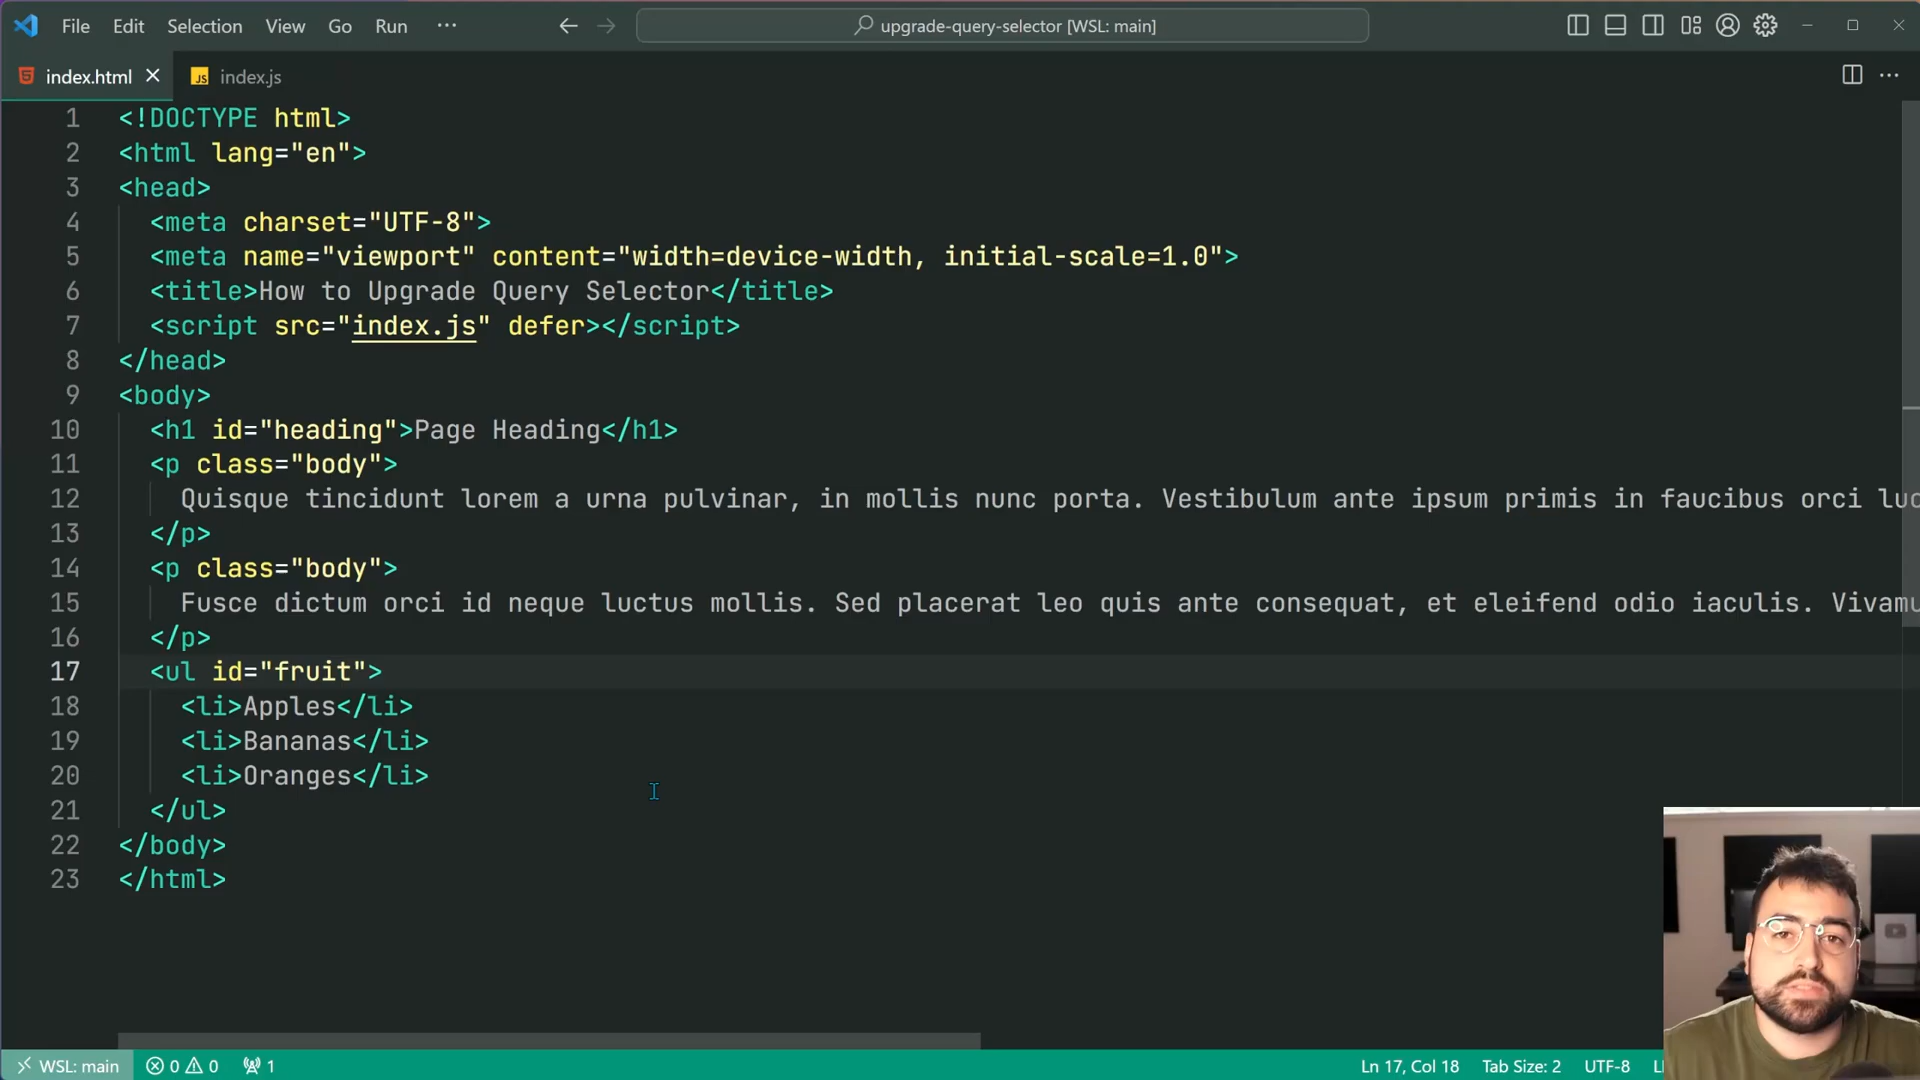 File Edit Selection View Go Run ··· upgrade-query-selector [WSL: main]
index.html JS index.js
1 <!DOCTYPE html>
2 <html lang="en">
3 <head>
4 <meta charset="UTF-8">
5 <meta name="viewport" content="width=device-width, initial-scale=1.0">
6 <title>How to Upgrade Query Selector</title>
7 <script src="index.js" defer></script>
8 </head>
9 <body>
10 <h1 id="heading">Page Heading</h1>
11 <p class="body">
12 Quisque tincidunt lorem a urna pulvinar, in mollis nunc porta. Vestibulum ante ipsum primis in faucibus orci luc
13 </p>
14 <p class="body">
15 Fusce dictum orci id neque luctus mollis. Sed placerat leo quis ante consequat, et eleifend odio iaculis. Vivamu
16 </p>
17 <ul id="fruit">
18 <li>Apples</li>
19 <li>Bananas</li>
20 <li>Oranges</li>
21 </ul>
22 </body>
23 </html>
WSL: main 0 0 1 Ln 17, Col 18 Tab Size: 2 UTF-8